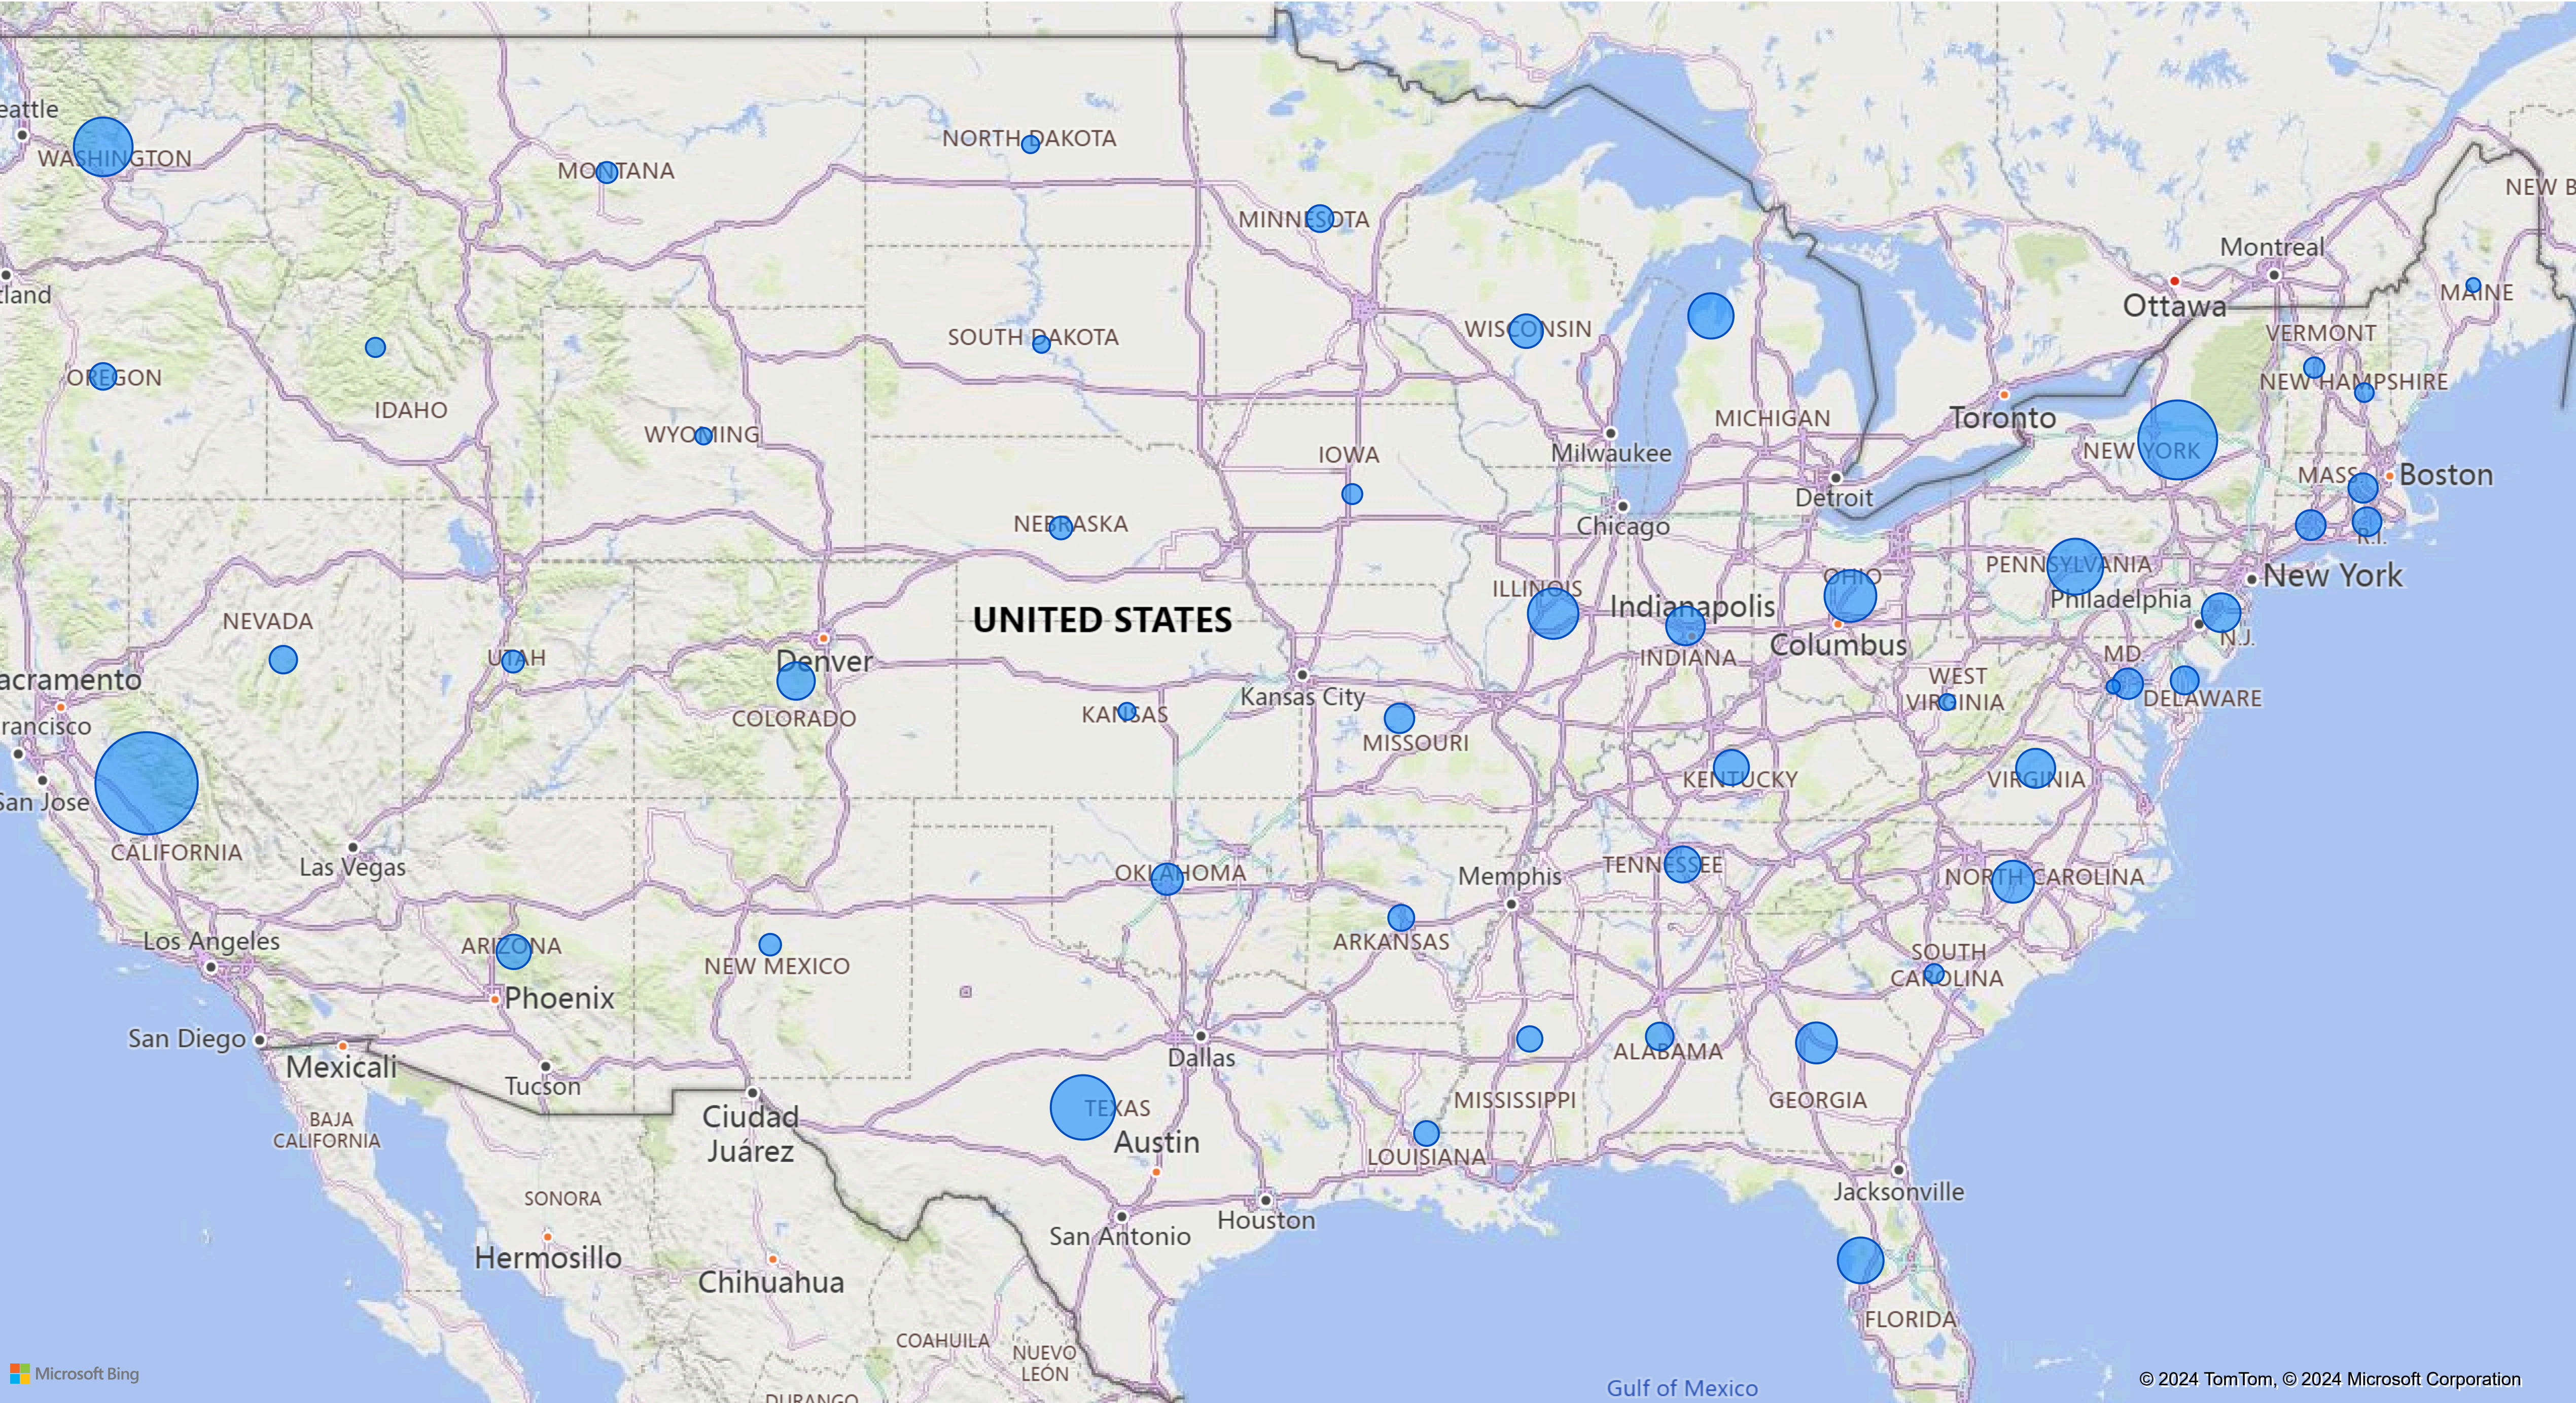 eattle
WASHINGTON
MONTANA
NORTH DAKOTA
MINNESOTA
NEW B
Montreal
tland
Ottawa
MAINE
OREGON
IDAHO
SOUTH DAKOTA
WISCONSIN
VERMONT
NEW HAMPSHIRE
WYOMING
IOWA
Milwaukee
MICHIGAN
Toronto
NEW YORK
MASS.
Boston
Detroit
NEBRASKA
Chicago
R.I.
NEVADA
UNITED STATES
ILLINOIS
Indianapolis
OHIO
PENNSYLVANIA
New York
Philadelphia
N.J.
acramento
UTAH
Denver
COLORADO
KANSAS
Kansas City
INDIANA
Columbus
WEST
VIRGINIA
MD.
DELAWARE
rancisco
MISSOURI
San Jose
KENTUCKY
VIRGINIA
CALIFORNIA
Las Vegas
OKLAHOMA
Memphis
TENNESSEE
NORTH CAROLINA
Los Angeles
ARIZONA
NEW MEXICO
ARKANSAS
SOUTH
CAROLINA
Phoenix
San Diego
Mexicali
Tucson
Dallas
ALABAMA
BAJA
CALIFORNIA
Ciudad
Juarez
TEXAS
Austin
MISSISSIPPI
GEORGIA
LOUISIANA
SONORA
San Antonio
Houston
Jacksonville
Hermosillo
Chihuahua
FLORIDA
COAHUILA
NUEVO
LEÓN
DURANGO
Gulf of Mexico
Microsoft Bing
© 2024 TomTom, © 2024 Microsoft Corporation